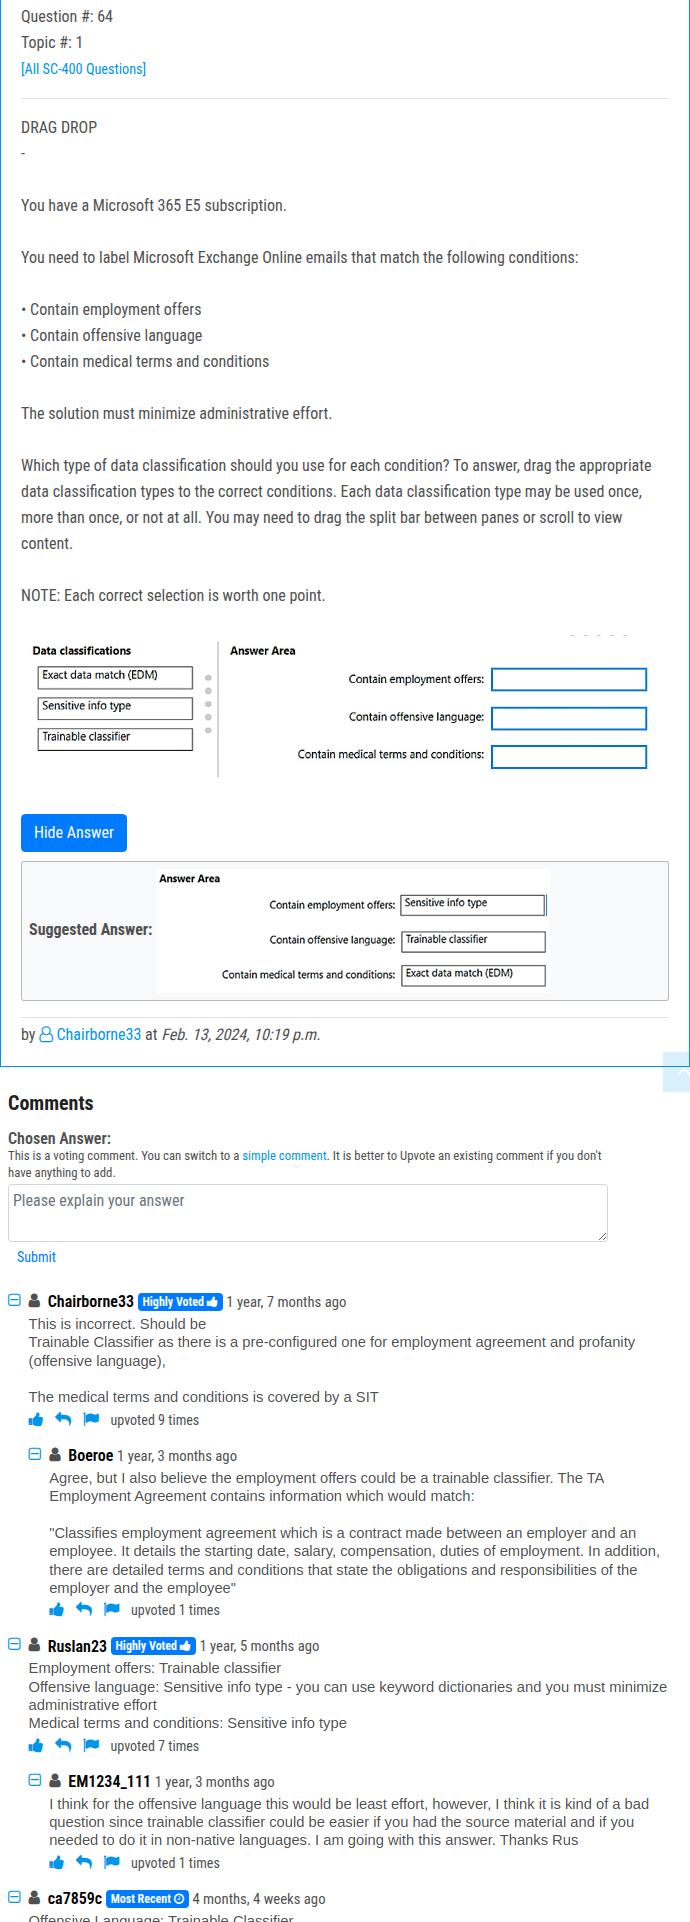 Question #: 64
Topic #: 1
[All SC-400 Questions]
DRAG DROP
-
You have a Microsoft 365 E5 subscription.
You need to label Microsoft Exchange Online emails that match the following conditions:
• Contain employment offers
• Contain offensive language
• Contain medical terms and conditions
The solution must minimize administrative effort.
Which type of data classification should you use for each condition? To answer, drag the appropriate
data classification types to the correct conditions. Each data classification type may be used once,
more than once, or not at all. You may need to drag the split bar between panes or scroll to view
content.
NOTE: Each correct selection is worth one point.
Data classifications
Exact data match (EDM)
Sensitive info type
Trainable classifier
Answer Area
Contain employment offers:
Contain offensive language:
Contain medical terms and conditions:
Hide Answer
Suggested Answer:
Answer Area
Contain employment offers: Sensitive info type
Contain offensive language: Trainable classifier
Contain medical terms and conditions: Exact data match (EDM)
by Chairborne33 at Feb. 13, 2024, 10:19 p.m.
Comments
Chosen Answer:
This is a voting comment. You can switch to a simple comment. It is better to Upvote an existing comment if you don't
have anything to add.
Please explain your answer
Submit
Chairborne33 Highly Voted 1 year, 7 months ago
This is incorrect. Should be
Trainable Classifier as there is a pre-configured one for employment agreement and profanity
(offensive language),
The medical terms and conditions is covered by a SIT
upvoted 9 times
Boeroe 1 year, 3 months ago
Agree, but I also believe the employment offers could be a trainable classifier. The TA
Employment Agreement contains information which would match:
"Classifies employment agreement which is a contract made between an employer and an
employee. It details the starting date, salary, compensation, duties of employment. In addition,
there are detailed terms and conditions that state the obligations and responsibilities of the
employer and the employee"
upvoted 1 times
Ruslan23 Highly Voted 1 year, 5 months ago
Employment offers: Trainable classifier
Offensive language: Sensitive info type - you can use keyword dictionaries and you must minimize
administrative effort
Medical terms and conditions: Sensitive info type
upvoted 7 times
EM1234_111 1 year, 3 months ago
I think for the offensive language this would be least effort, however, I think it is kind of a bad
question since trainable classifier could be easier if you had the source material and if you
needed to do it in non-native languages. I am going with this answer. Thanks Rus
upvoted 1 times
ca7859c Most Recent 4 months, 4 weeks ago
Offensive Language: Trainable Classifier